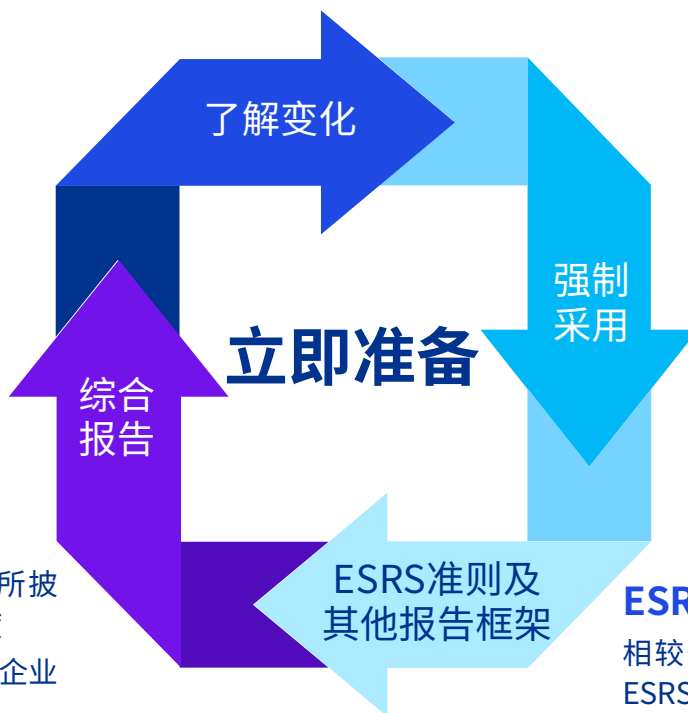 了解变化
强制
采用
立即准备
综合
报告
ESRS准则及
其他报告框架
所披
企业
ESR
相较
ESRS